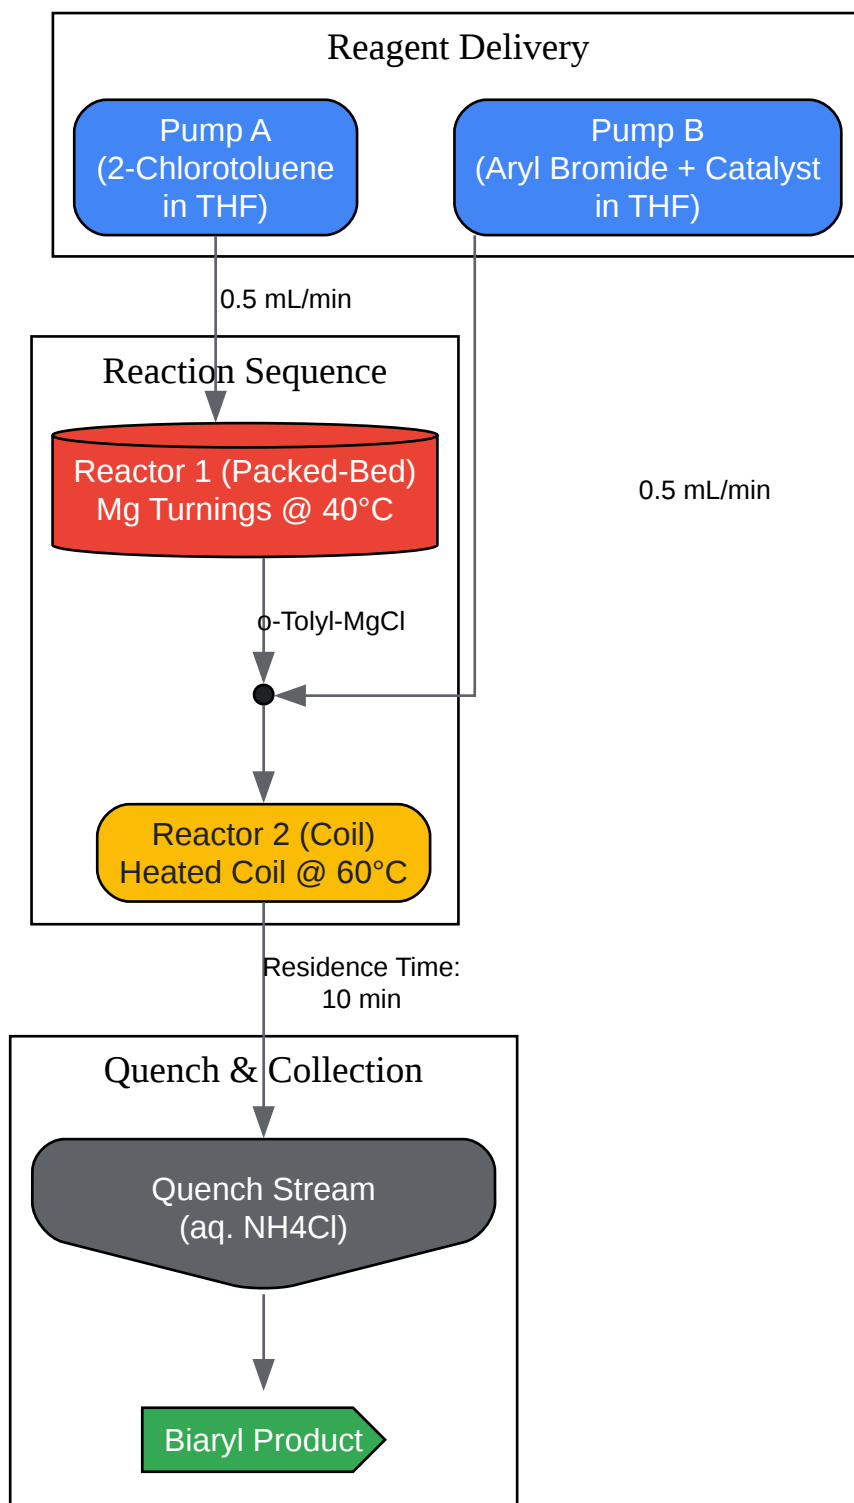 Reagent Delivery
Pump A
(2-Chlorotoluene
in THF)
Pump B
(Aryl Bromide + Catalyst
in THF)
0.5 mL/min
Reaction Sequence
Reactor 1 (Packed-Bed)
Mg Turnings @ 40°C
0.5 mL/min
o-Tolyl-MgCl
Reactor 2 (Coil)
Heated Coil @ 60°C
Residence Time:
10 min
Quench & Collection
Quench Stream
(aq. NH4Cl)
Biaryl Product